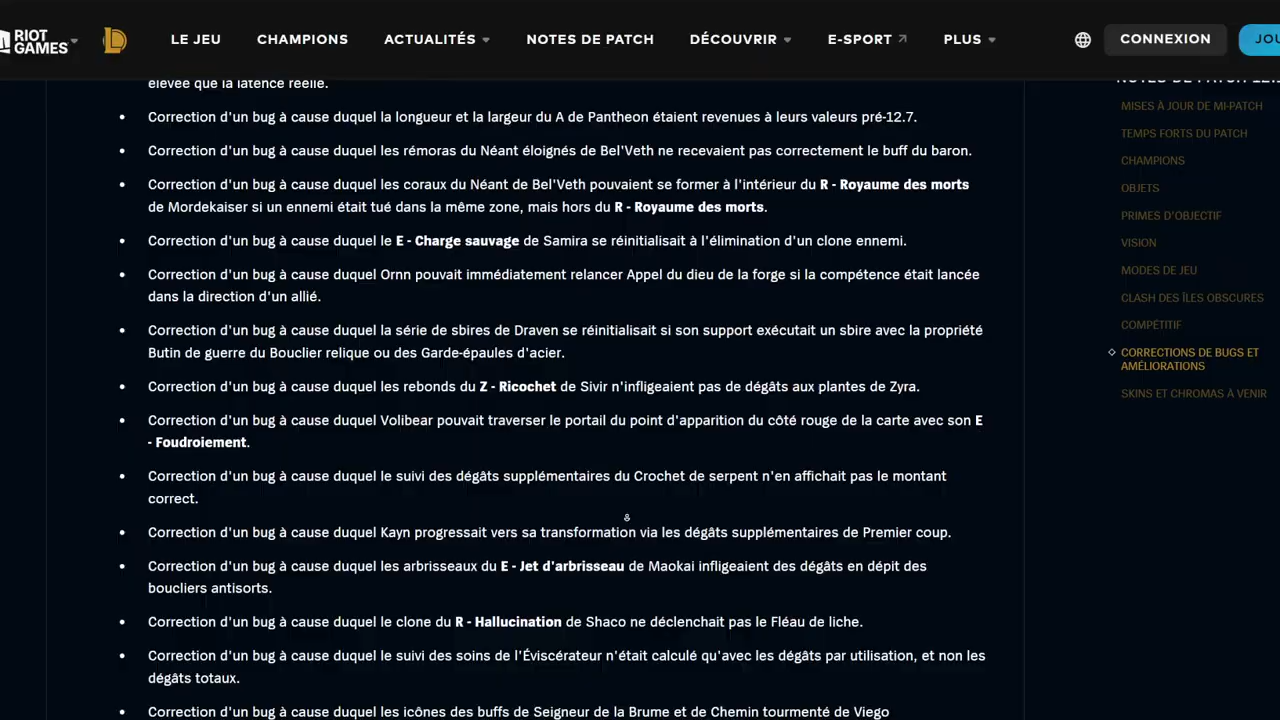 RIOT GAMES
LE JEU
CHAMPIONS
ACTUALITÉS
NOTES DE PATCH
DÉCOUVRIR
E-SPORT
PLUS
CONNEXION
JOU
élevée que la latence réelle.
Correction d'un bug à cause duquel la longueur et la largeur du A de Pantheon étaient revenues à leurs valeurs pré-12.7.
Correction d'un bug à cause duquel les rémoras du Néant éloignés de Bel'Veth ne recevaient pas correctement le buff du baron.
Correction d'un bug à cause duquel les coraux du Néant de Bel'Veth pouvaient se former à l'intérieur du R - Royaume des morts
de Mordekaiser si un ennemi était tué dans la même zone, mais hors du R - Royaume des morts.
Correction d'un bug à cause duquel le E - Charge sauvage de Samira se réinitialisait à l'élimination d'un clone ennemi.
Correction d'un bug à cause duquel Ornn pouvait immédiatement relancer Appel du dieu de la forge si la compétence était lancée
dans la direction d'un allié.
Correction d'un bug à cause duquel la série de sbires de Draven se réinitialisait si son support exécutait un sbire avec la propriété
Butin de guerre du Bouclier relique ou des Garde-épaules d'acier.
Correction d'un bug à cause duquel les rebonds du Z - Ricochet de Sivir n'infligeaient pas de dégâts aux plantes de Zyra.
Correction d'un bug à cause duquel Volibear pouvait traverser le portail du point d'apparition du côté rouge de la carte avec son E
- Foudroiement.
Correction d'un bug à cause duquel le suivi des dégâts supplémentaires du Crochet de serpent n'en affichait pas le montant
correct.
Correction d'un bug à cause duquel Kayn progressait vers sa transformation via les dégâts supplémentaires de Premier coup.
Correction d'un bug à cause duquel les arbrisseaux du E - Jet d'arbrisseau de Maokai infligeaient des dégâts en dépit des
boucliers antisorts.
Correction d'un bug à cause duquel le clone du R - Hallucination de Shaco ne déclenchait pas le Fléau de liche.
Correction d'un bug à cause duquel le suivi des soins de l'Éviscérateur n'était calculé qu'avec les dégâts par utilisation, et non les
dégâts totaux.
Correction d'un bug à cause duquel les icônes des buffs de Seigneur de la Brume et de Chemin tourmenté de Viego
NOTES DE PATCH
MISES À JOUR DE MI-PATCH
TEMPS FORTS DU PATCH
CHAMPIONS
OBJETS
PRIMES D'OBJECTIF
VISION
MODES DE JEU
CLASH DES ÎLES OBSCURES
COMPÉTITIF
CORRECTIONS DE BUGS ET
AMÉLIORATIONS
SKINS ET CHROMAS À VENIR